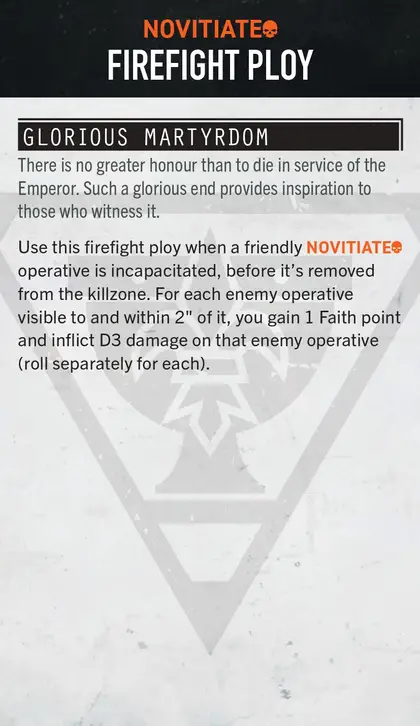 NOVITIATE
FIREFIGHT PLOY
GLORIOUS MARTYRDOM
There is no greater honour than to die in service of the
Emperor. Such a glorious end provides inspiration to
those who witness it.
Use this firefight ploy when a friendly NOVITIATE
operative is incapacitated, before it’s removed
from the killzone. For each enemy operative
visible to and within 2" of it, you gain 1 Faith point
and inflict D3 damage on that enemy operative
(roll separately for each).